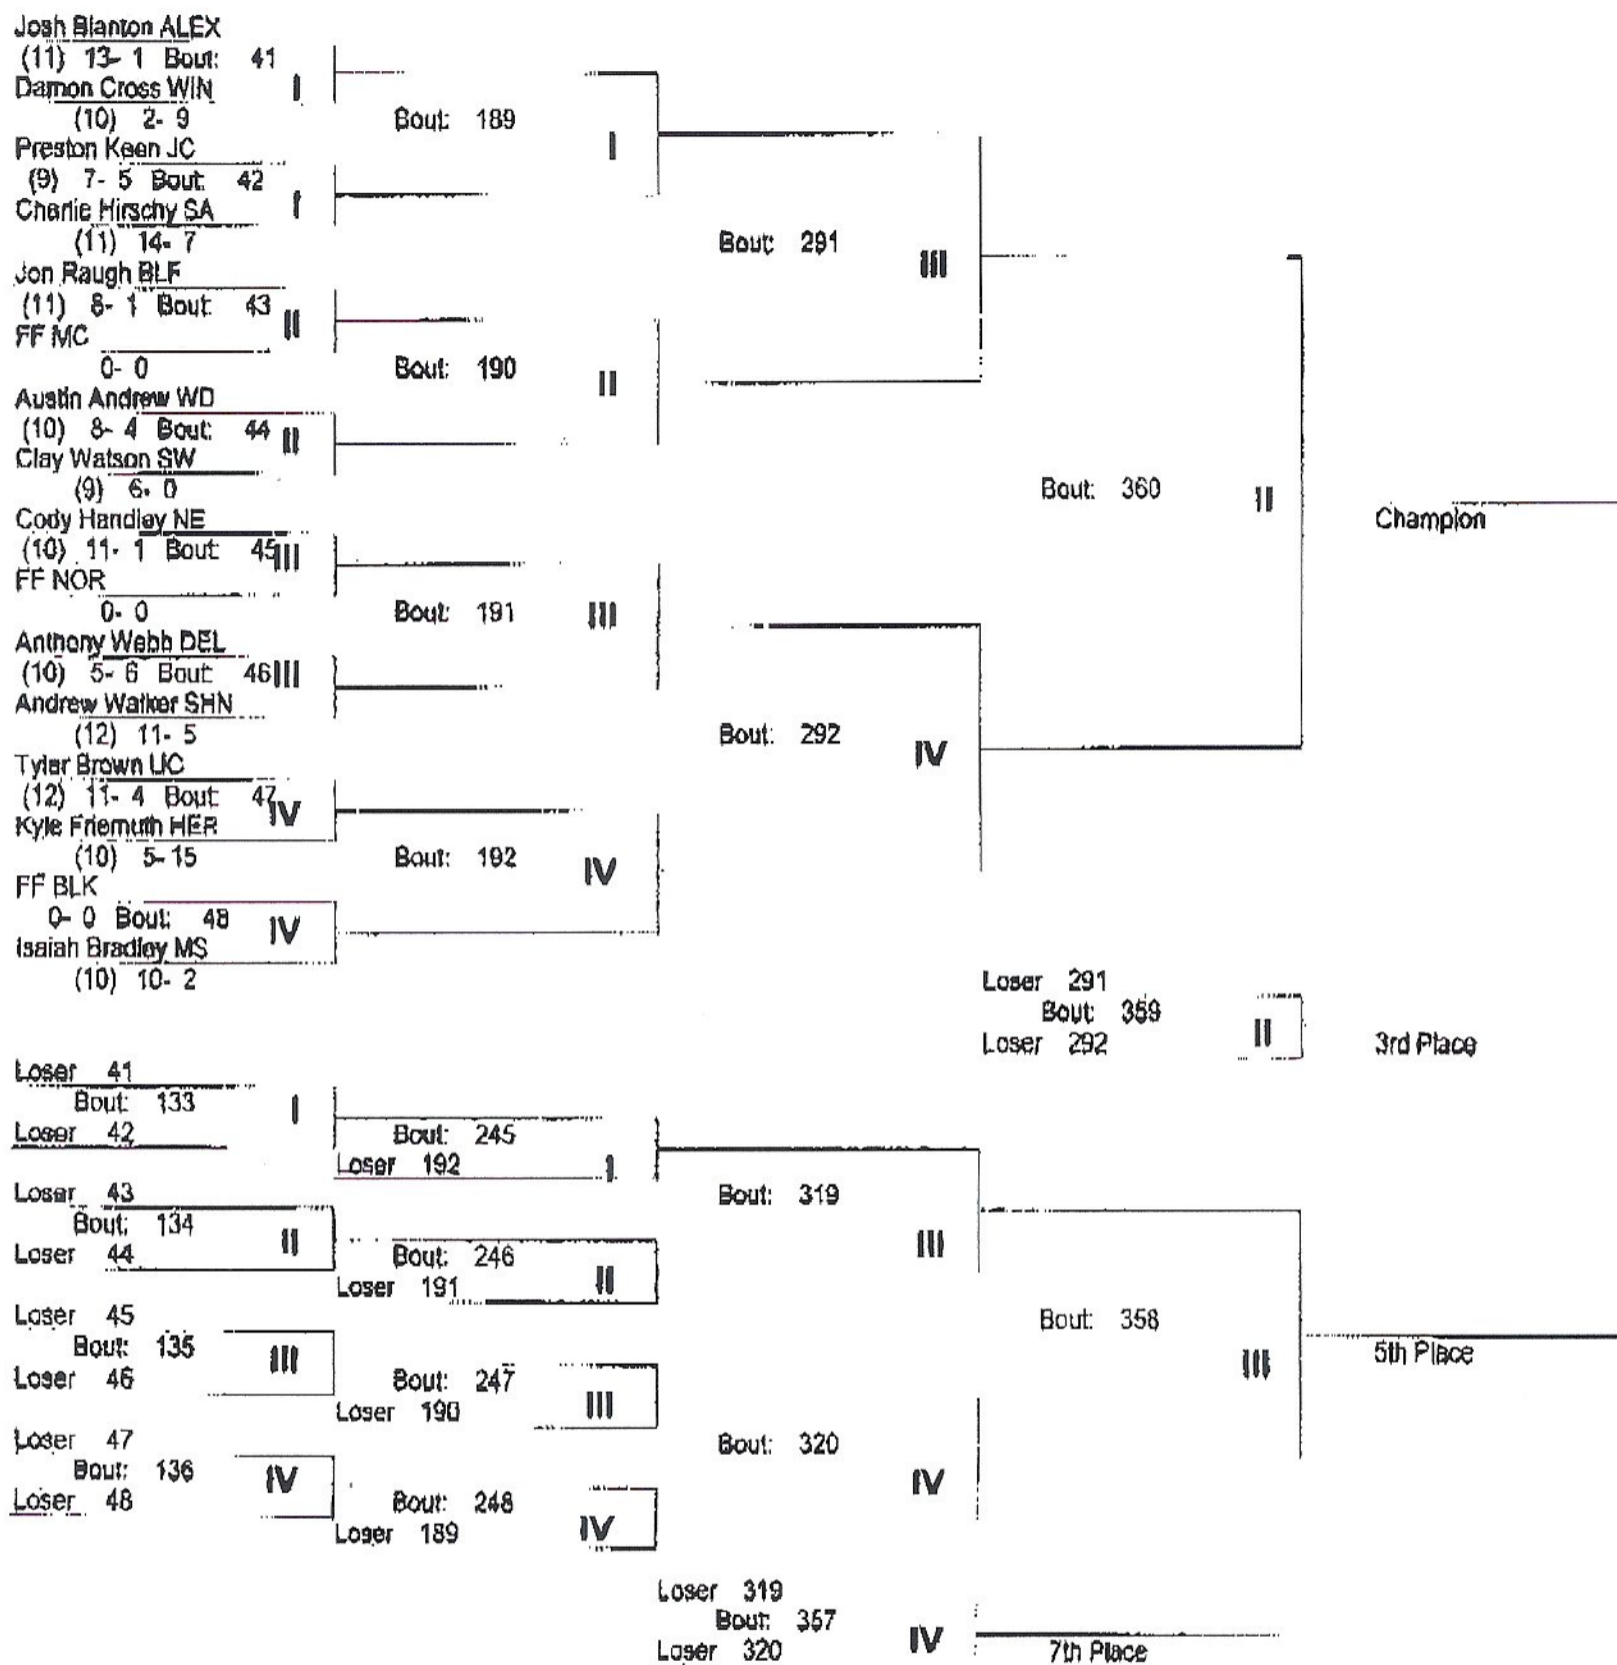 Josh Blanton ALEX
(11) 13- 1 Bout: 41
I
Damon Cross WIN
(10) 2- 9
Bout: 189
I
Preston Keen JC
(9) 7- 5 Bout: 42
I
Charlie Hirschy SA
(11) 14- 7
Bout: 291
III
Jon Raugh BLF
(11) 8- 1 Bout: 43
II
FF MC
0- 0
Bout: 190
II
Austin Andrew WD
(10) 8- 4 Bout: 44
II
Clay Watson SW
(9) 6- 0
Bout: 360
II
Champion
Cody Handley NE
(10) 11- 1 Bout: 45
III
FF NOR
0- 0
Bout: 191
III
Anthony Webb DEL
(10) 5- 6 Bout: 46
III
Andrew Walker SHN
(12) 11- 5
Bout: 292
IV
Tyler Brown UC
(12) 11- 4 Bout: 47
IV
Kyle Friemuth HER
(10) 5-15
Bout: 192
IV
FF BLK
0- 0 Bout: 48
IV
Isaiah Bradley MS
(10) 10- 2
Loser 291
Bout: 359
II
Loser 292
3rd Place
Loser 41
Bout: 133
I
Loser 42
Bout: 245
Loser 192
I
Loser 43
Bout: 134
II
Loser 44
Bout: 246
Loser 191
II
Bout: 319
III
Loser 45
Bout: 135
III
Loser 46
Bout: 247
Loser 190
III
Bout: 358
III
5th Place
Loser 47
Bout: 136
IV
Loser 48
Bout: 248
Loser 189
IV
Bout: 320
IV
Loser 319
Bout: 357
IV
Loser 320
7th Place